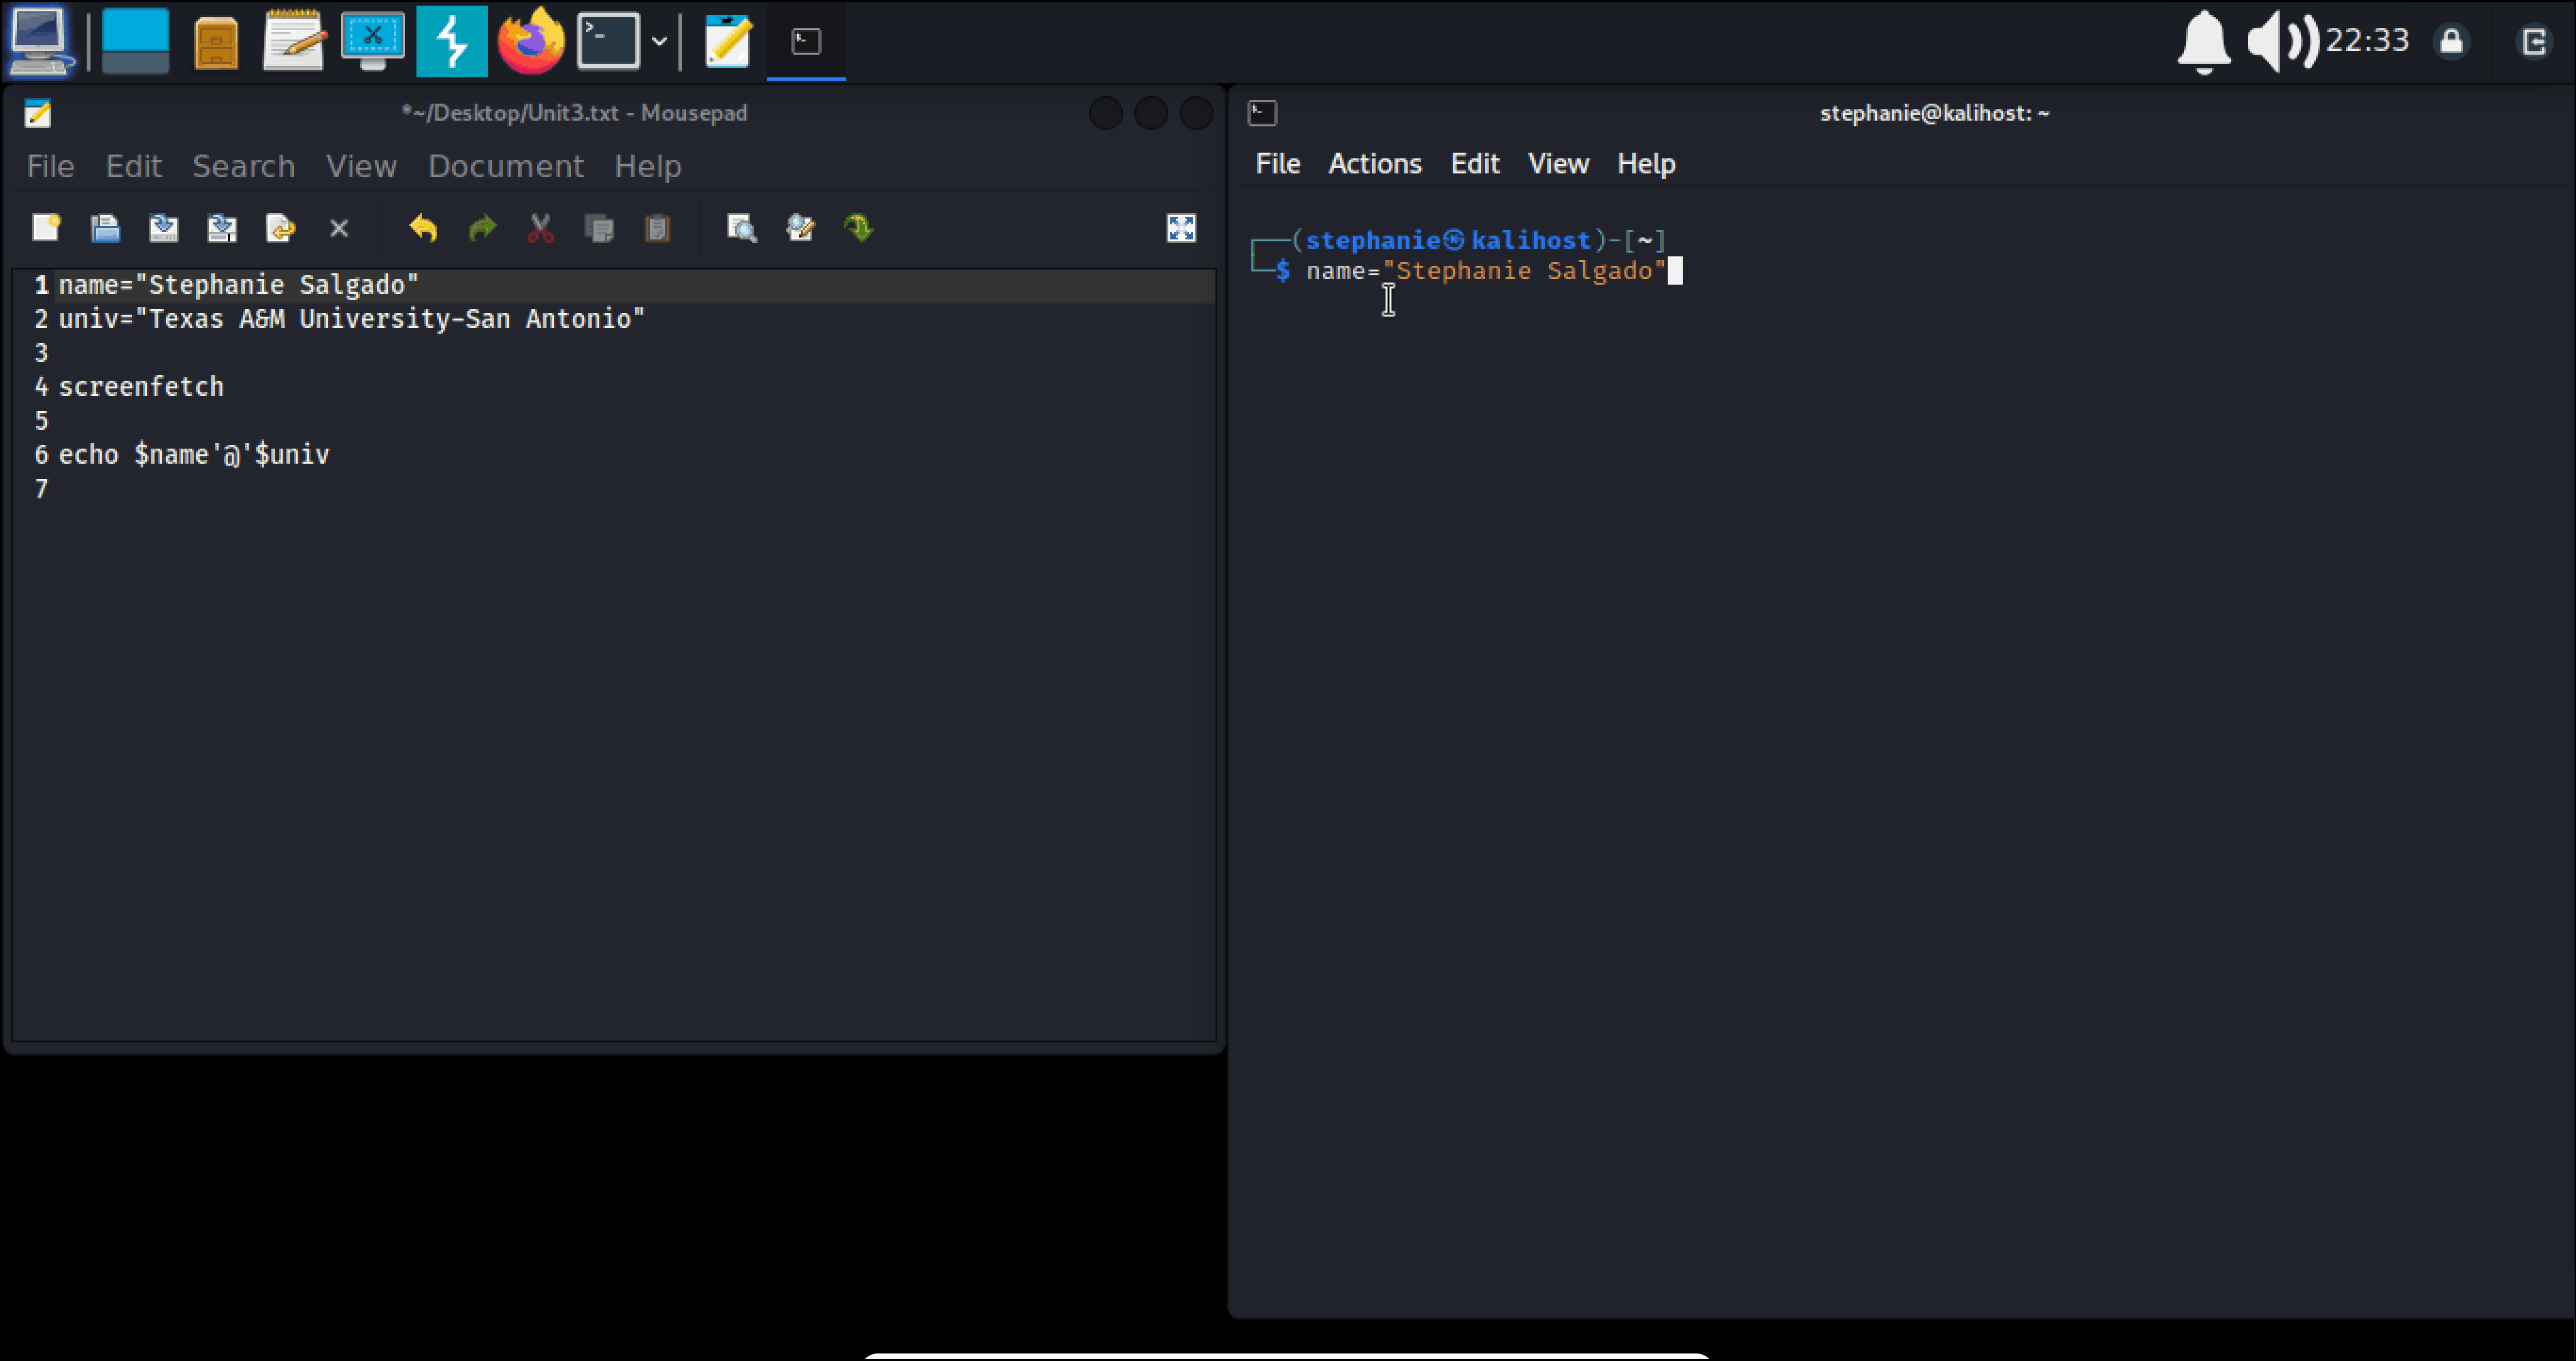 22:33
*~/Desktop/Unit3.txt - Mousepad
File Edit Search View Document Help
1 name="Stephanie Salgado"
2 univ="Texas A&M University-San Antonio"
3
4 screenfetch
5
6 echo $name'@'$univ
7
stephanie@kalihost: ~
File Actions Edit View Help
┌──(stephanie㉿kalihost)-[~]
└─$ name="Stephanie Salgado"